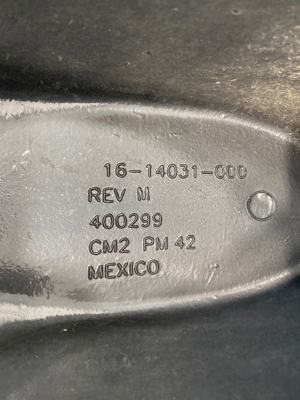 16-14031-000
REV M
400299
CM2 PM 42
MEXICO